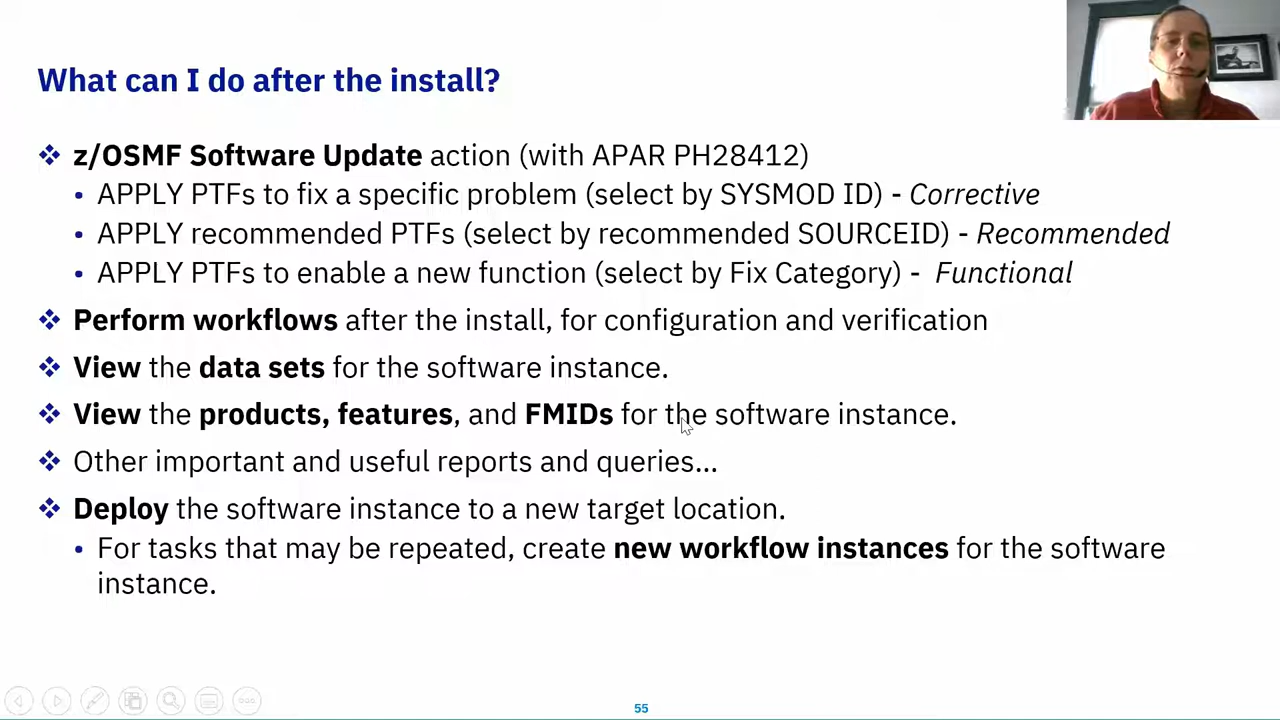 What can I do after the install?
❖ z/OSMF Software Update action (with APAR PH28412)
• APPLY PTFs to fix a specific problem (select by SYSMOD ID) - Corrective
• APPLY recommended PTFs (select by recommended SOURCEID) - Recommended
• APPLY PTFs to enable a new function (select by Fix Category) - Functional
❖ Perform workflows after the install, for configuration and verification
❖ View the data sets for the software instance.
❖ View the products, features, and FMIDs for the software instance.
❖ Other important and useful reports and queries...
❖ Deploy the software instance to a new target location.
• For tasks that may be repeated, create new workflow instances for the software
instance.
55